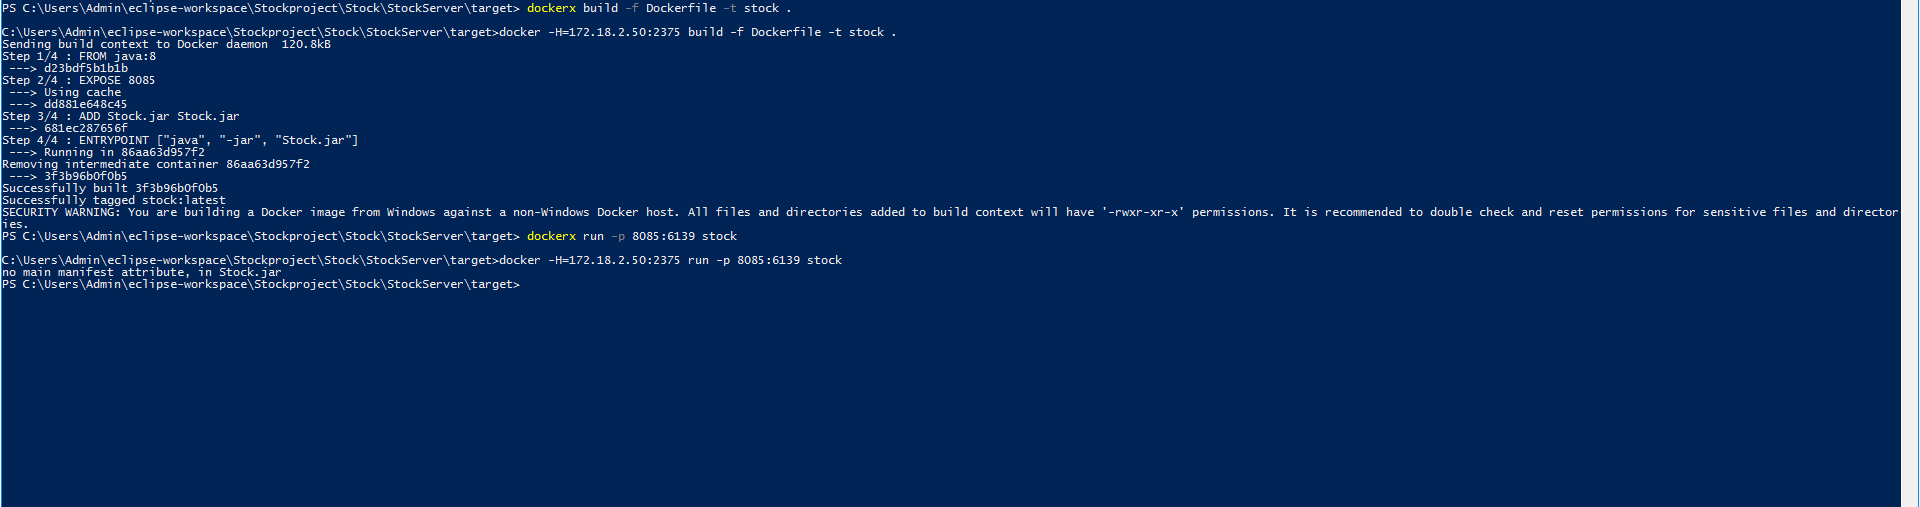 PS C:\Users\Admin\eclipse-workspace\Stockproject\Stock\StockServer\target> dockerx build -f Dockerfile -t stock .
C:\Users\Admin\eclipse-workspace\Stockproject\Stock\StockServer\target>docker -H=172.18.2.50:2375 build -f Dockerfile -t stock .
Sending build context to Docker daemon  120.8kB
Step 1/4 : FROM java:8
 ---> d23bdf5b1b1b
Step 2/4 : EXPOSE 8085
 ---> Using cache
 ---> dd881e648c45
Step 3/4 : ADD Stock.jar Stock.jar
 ---> 681ec287656f
Step 4/4 : ENTRYPOINT ["java", "-jar", "Stock.jar"]
 ---> Running in 86aa63d957f2
Removing intermediate container 86aa63d957f2
 ---> 3f3b96b0f0b5
Successfully built 3f3b96b0f0b5
Successfully tagged stock:latest
SECURITY WARNING: You are building a Docker image from Windows against a non-Windows Docker host. All files and directories added to build context will have '-rwxr-xr-x' permissions. It is recommended to double check and reset permissions for sensitive files and director
ies.
PS C:\Users\Admin\eclipse-workspace\Stockproject\Stock\StockServer\target> dockerx run -p 8085:6139 stock
C:\Users\Admin\eclipse-workspace\Stockproject\Stock\StockServer\target>docker -H=172.18.2.50:2375 run -p 8085:6139 stock
no main manifest attribute, in Stock.jar
PS C:\Users\Admin\eclipse-workspace\Stockproject\Stock\StockServer\target>